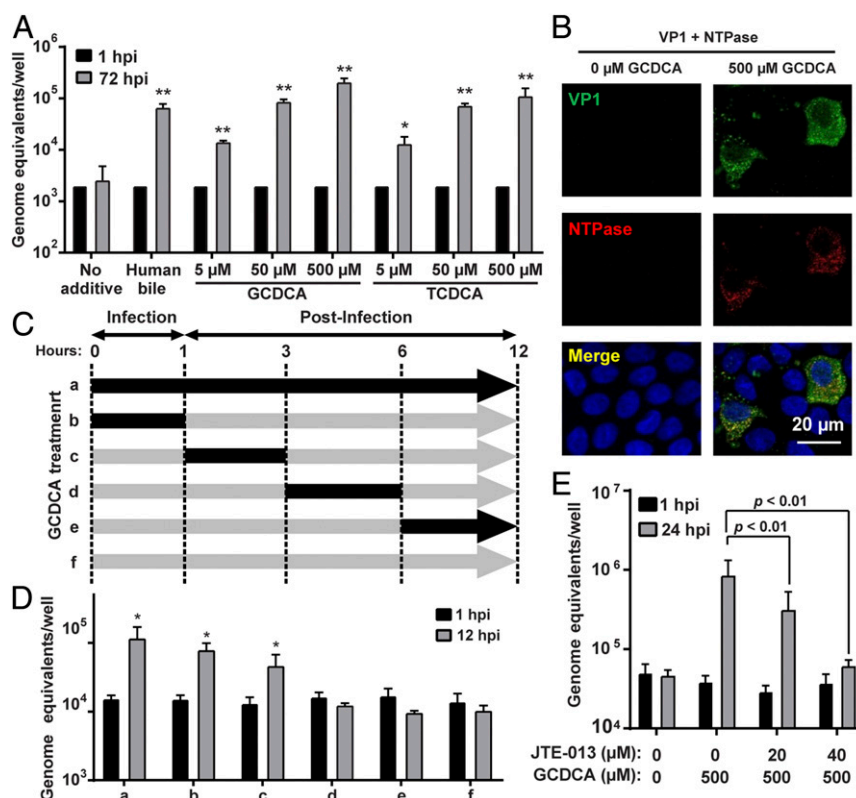 A
Genome equivalents/well
10⁶
10⁵
10⁴
10³
10²
1 hpi
72 hpi
**
**
**
**
*
**
**
No additive
Human bile
5 µM
50 µM
500 µM
5 µM
50 µM
500 µM
GCDCA
TCDCA
B
VP1 + NTPase
0 µM GCDCA
500 µM GCDCA
VP1
NTPase
Merge
20 µm
C
Infection
Post-Infection
Hours:
0
1
3
6
12
GCDCA treatmenrt
a
b
c
d
e
f
D
Genome equivalents/well
10⁵
10⁴
10³
1 hpi
12 hpi
*
*
*
a
b
c
d
e
f
E
Genome equivalents/well
10⁷
10⁶
10⁵
10⁴
1 hpi
24 hpi
p < 0.01
p < 0.01
JTE-013 (µM): 0 0 20 40
GCDCA (µM): 0 500 500 500